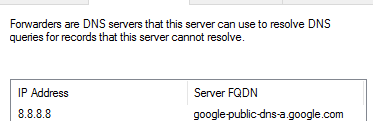 Forwarders are DNS servers that this server can use to resolve DNS
queries for records that this server cannot resolve.
IP Address Server FQDN
8.8.8.8 google-public-dns-a.google.com